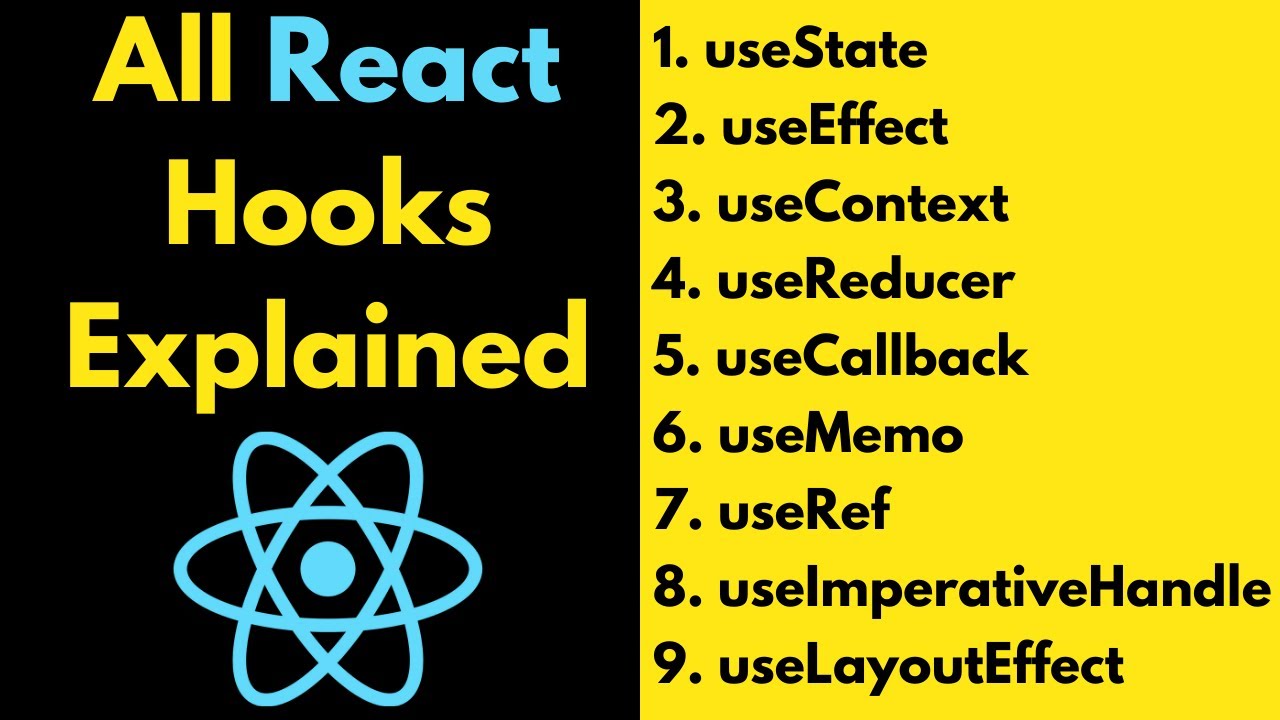 All React
Hooks
Explained
1. useState
2. useEffect
3. useContext
4. useReducer
5. useCallback
6. useMemo
7. useRef
8. useImperativeHandle
9. useLayoutEffect